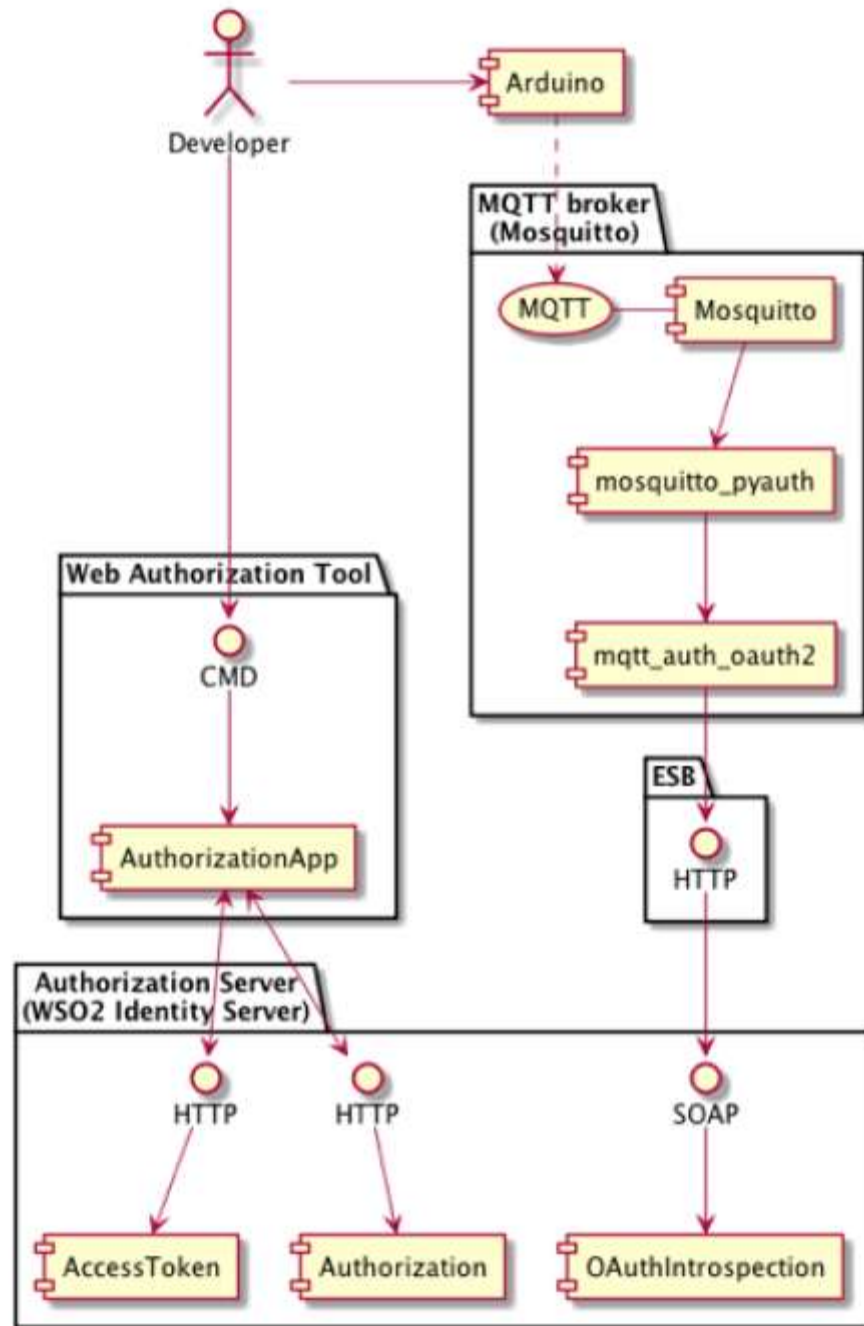 Developer
Arduino
MQTT broker
(Mosquitto)
MQTT
Mosquitto
mosquitto_pyauth
mqtt_auth_oauth2
Web Authorization Tool
CMD
AuthorizationApp
ESB
HTTP
Authorization Server
(WSO2 Identity Server)
HTTP
HTTP
SOAP
AccessToken
Authorization
OAuthIntrospection